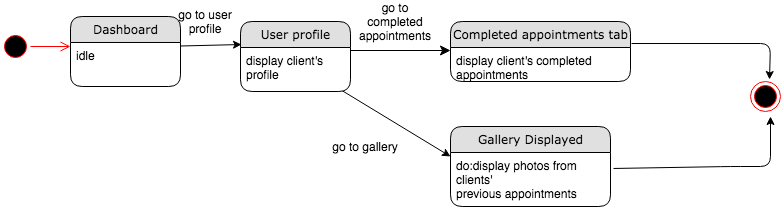 Dashboard
idle
go to user
profile
User profile
display client's
profile
go to
completed
appointments
Completed appointments tab
display client's completed
appointments
go to gallery
Gallery Displayed
do:display photos from
clients'
previous appointments